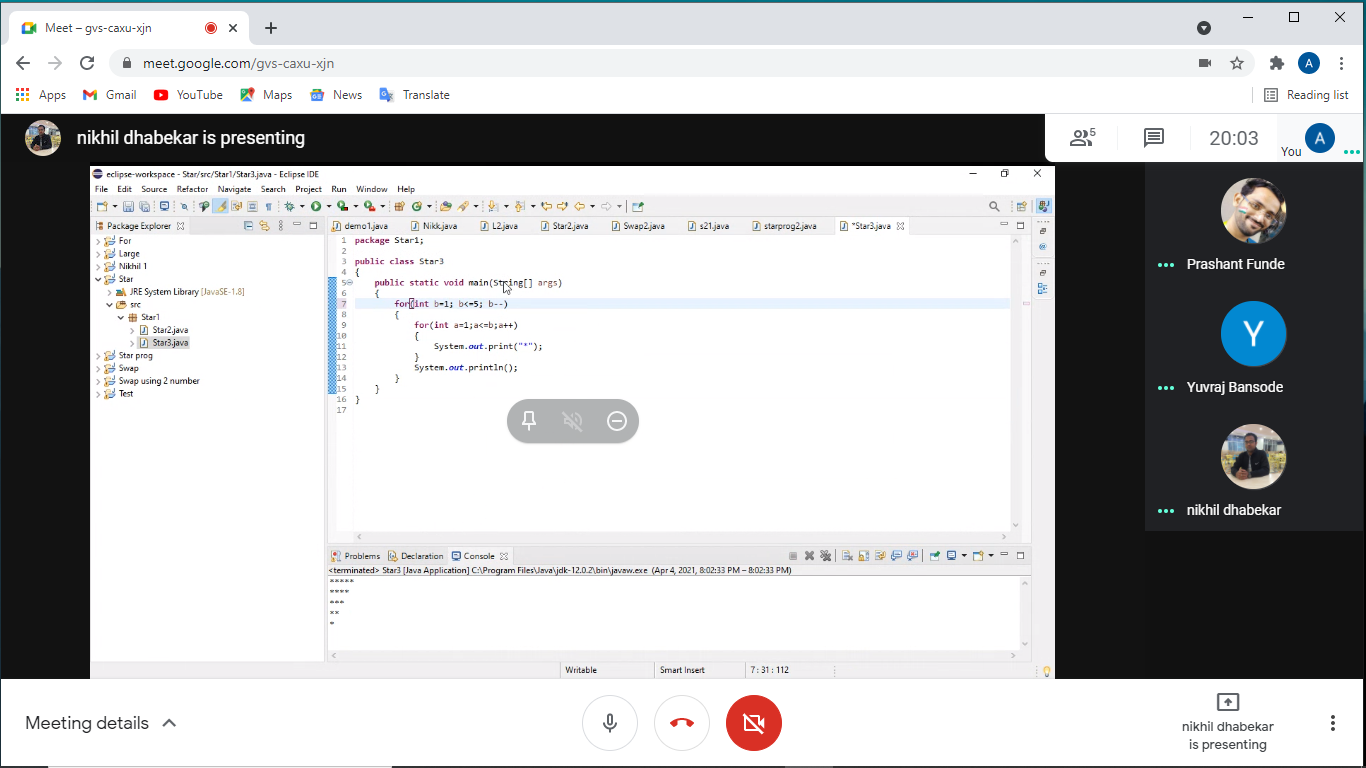 Meet – gvs-caxu-xjn
meet.google.com/gvs-caxu-xjn
A
Apps Gmail YouTube Maps News Translate Reading list
nikhil dhabekar is presenting
5
20:03
You
A
eclipse-workspace - Star/src/Star1/Star3.java - Eclipse IDE
File Edit Source Refactor Navigate Search Project Run Window Help
Package Explorer
For
Large
Nikhil 1
Star
JRE System Library [JavaSE-1.8]
src
Star1
Star2.java
Star3.java
Star prog
Swap
Swap using 2 number
Test
demo1.java Nikk.java L2.java Star2.java Swap2.java s21.java starprog2.java *Star3.java
1 package Star1;
2
3 public class Star3
4 {
5 public static void main(String[] args)
6 {
7 for(int b=1; b<=5; b--)
8 {
9 for(int a=1;a<=b;a++)
10 {
11 System.out.print("*");
12 }
13 System.out.println();
14 }
15 }
16 }
17
Problems Declaration Console
<terminated> Star3 [Java Application] C:\Program Files\Java\jdk-12.0.2\bin\javaw.exe (Apr 4, 2021, 8:02:33 PM – 8:02:33 PM)
*****
****
***
**
*
Writable Smart Insert 7 : 31 : 112
Prashant Funde
Y
Yuvraj Bansode
nikhil dhabekar
Meeting details
nikhil dhabekar
is presenting